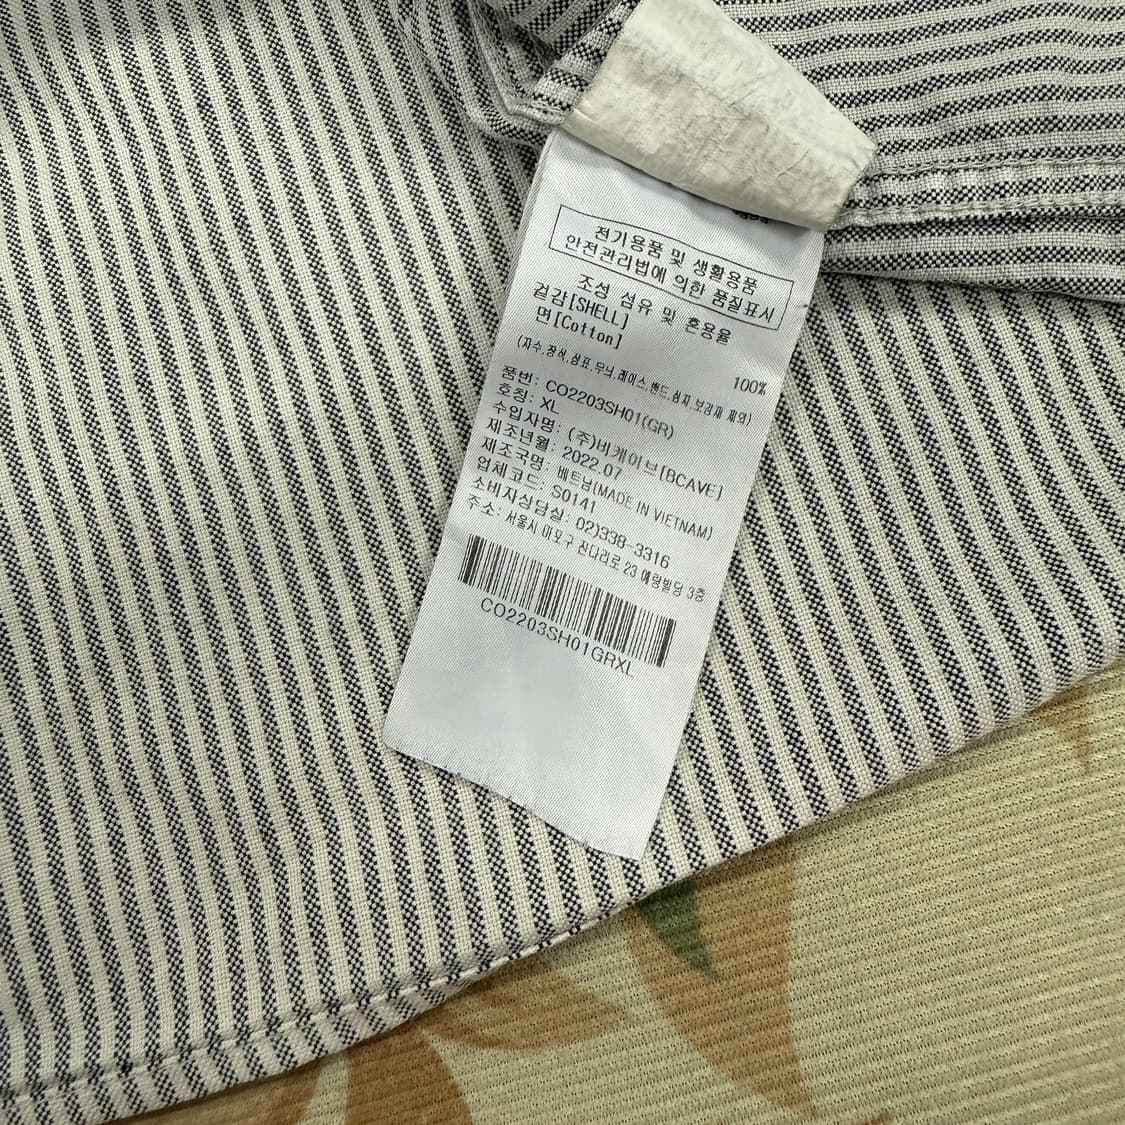 전기용품 및 생활용품
안전관리법에 의한 품질표시
조성 섬유 및 혼용율
겉감[SHELL]
면[Cotton] 100%
(자수,장식,상표,무늬,레이스,밴드,심지,보강재 제외)
품번: CO2203SH01(GR)
호칭: XL
수입자명: (주)비케이브[BCAVE]
제조년월: 2022.07
제조국명: 베트남(MADE IN VIETNAM)
업체코드: S0141
소비자상담실: 02)338-3316
주소: 서울시 마포구 잔다리로 23 예랑빌딩 3층
CO2203SH01GRXL